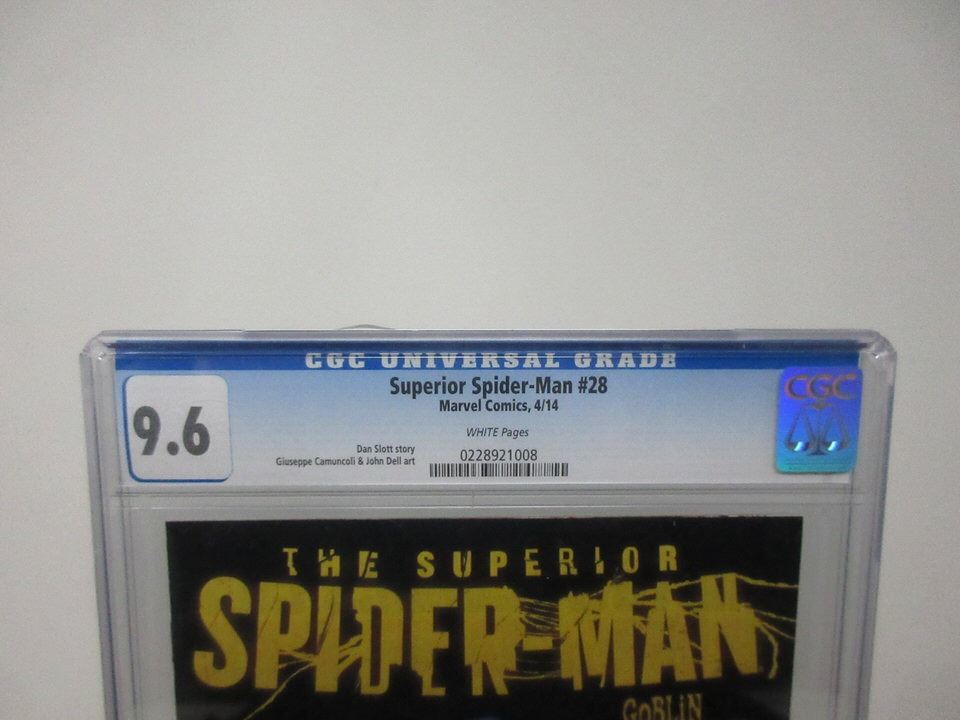 CGC UNIVERSAL GRADE
9.6
Superior Spider-Man #28
Marvel Comics, 4/14
WHITE Pages
Dan Slott story
Giuseppe Camuncoli & John Dell art
0228921008
CGC
THE SUPERIOR
SPIDER-MAN
GOBLIN